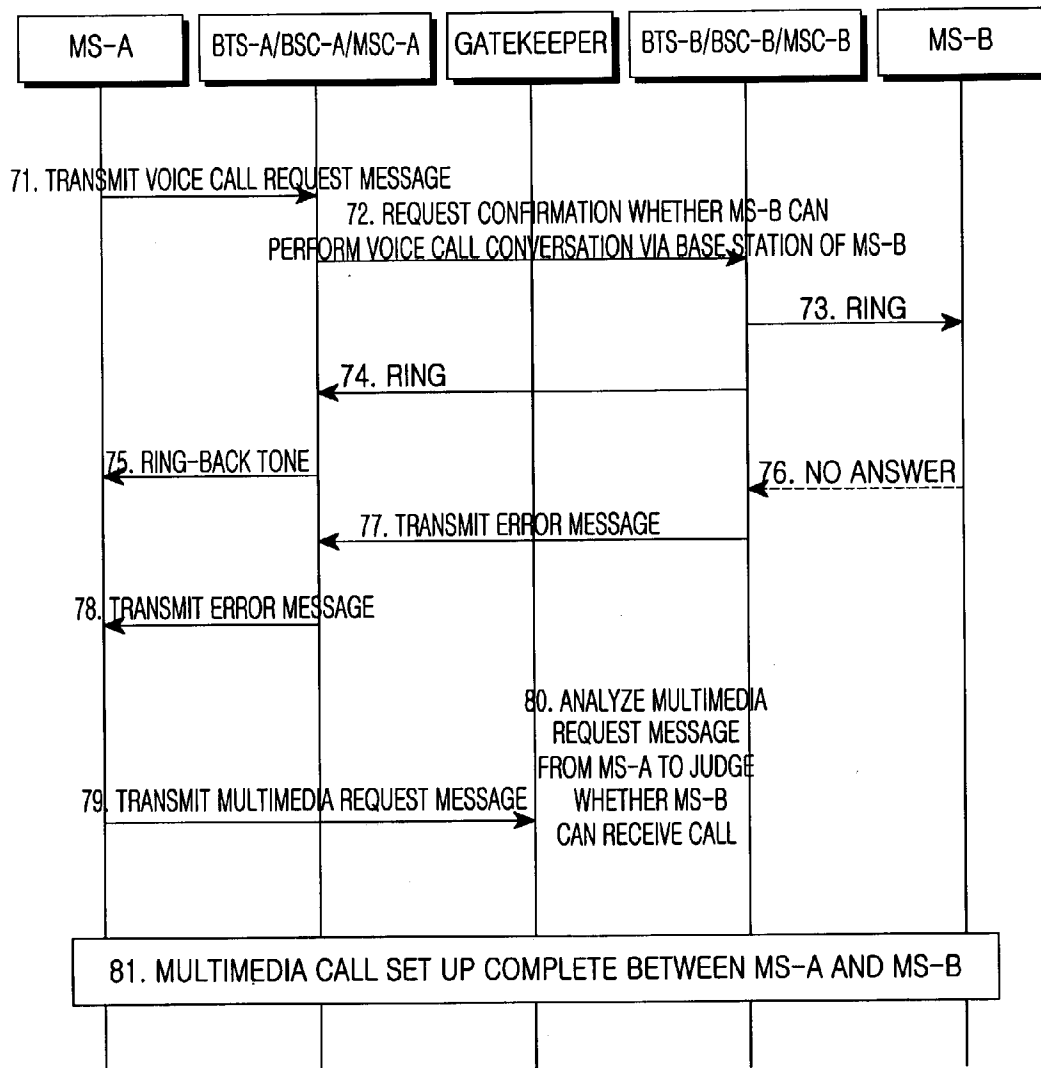 MS-A
BTS-A/BSC-A/MSC-A
GATEKEEPER
BTS-B/BSC-B/MSC-B
MS-B
71. TRANSMIT VOICE CALL REQUEST MESSAGE
72. REQUEST CONFIRMATION WHETHER MS-B CAN
PERFORM VOICE CALL CONVERSATION VIA BASE STATION OF MS-B
73. RING
74. RING
75. RING-BACK TONE
76. NO ANSWER
77. TRANSMIT ERROR MESSAGE
78. TRANSMIT ERROR MESSAGE
80. ANALYZE MULTIMEDIA
REQUEST MESSAGE
FROM MS-A TO JUDGE
WHETHER MS-B
CAN RECEIVE CALL
79. TRANSMIT MULTIMEDIA REQUEST MESSAGE
81. MULTIMEDIA CALL SET UP COMPLETE BETWEEN MS-A AND MS-B